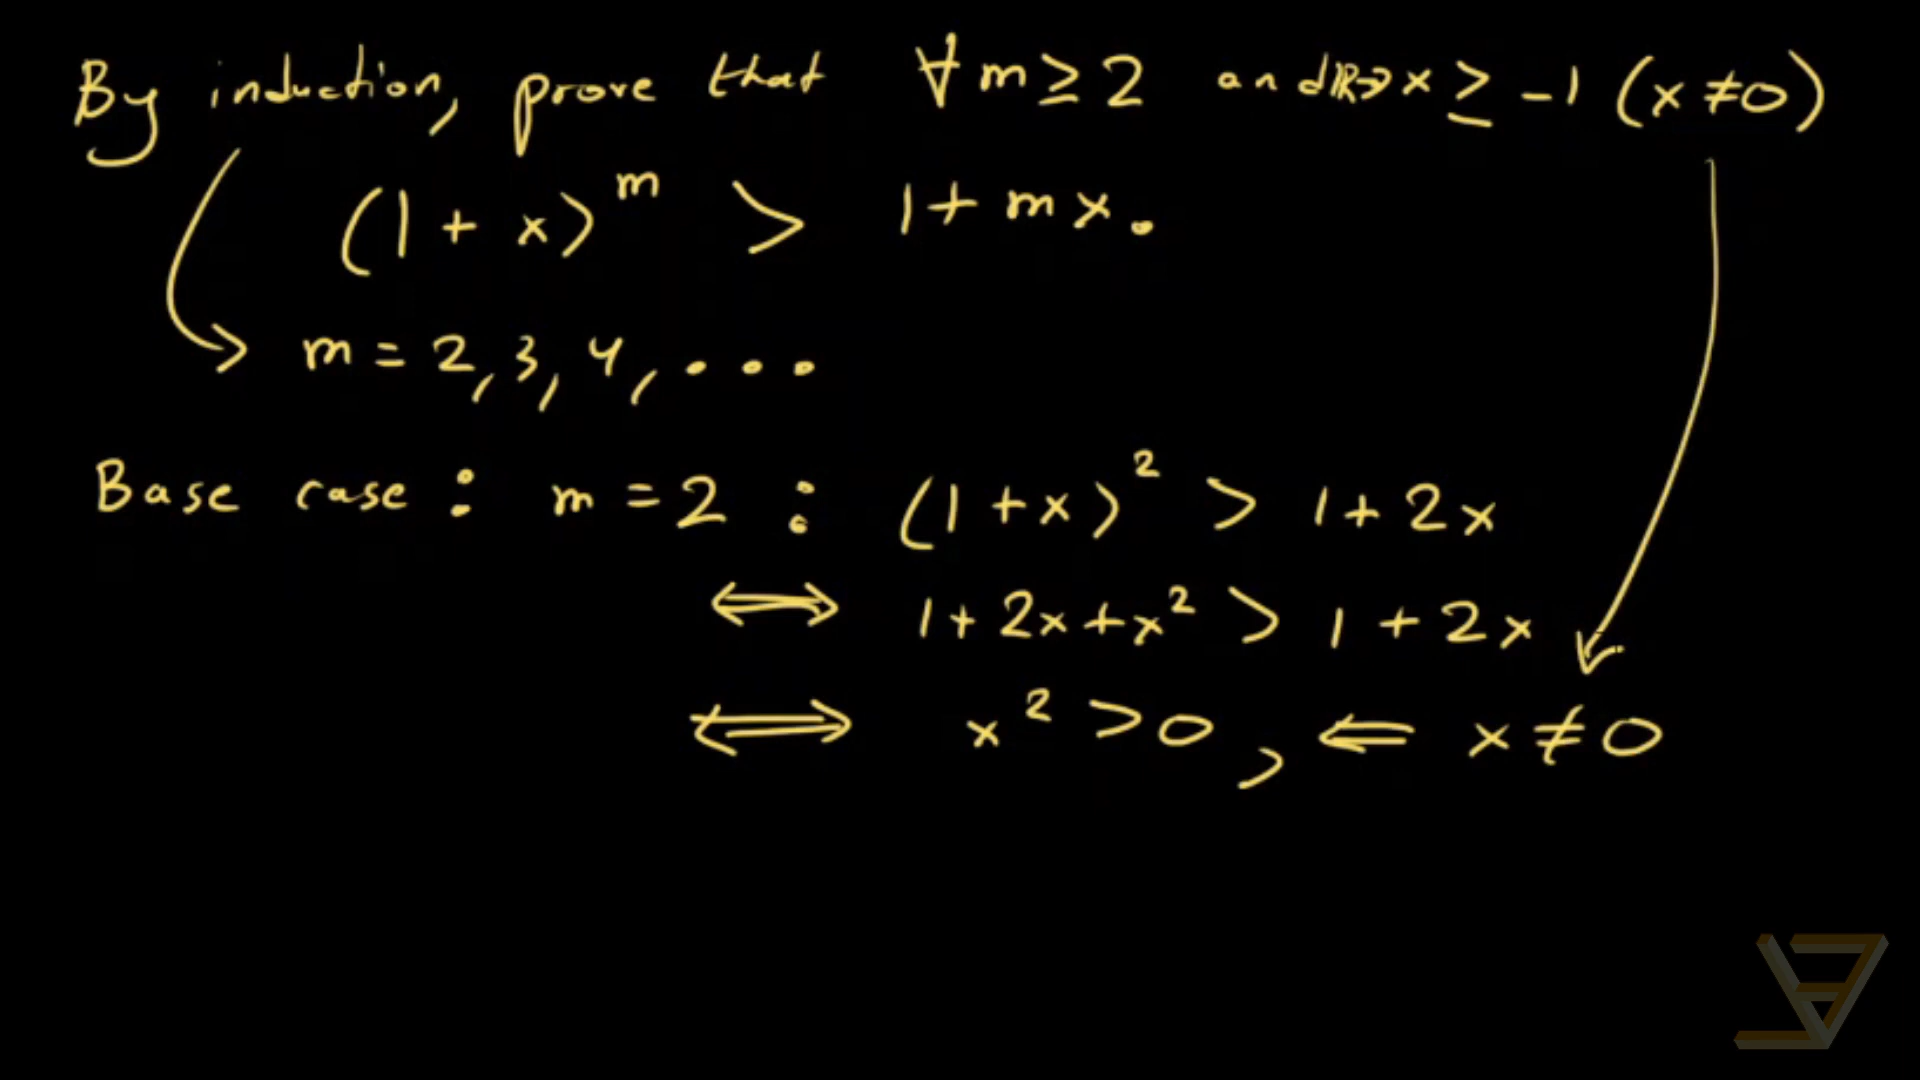 By induction, prove that ∀ m ≥ 2 and ℝ∋x ≥ -1 (x ≠ 0)
(1 + x)^m > 1 + mx.
m = 2, 3, 4, ...
Base case : m = 2 : (1 + x)^2 > 1 + 2x
⟺ 1 + 2x + x^2 > 1 + 2x
⟺ x^2 > 0, ⟸ x ≠ 0